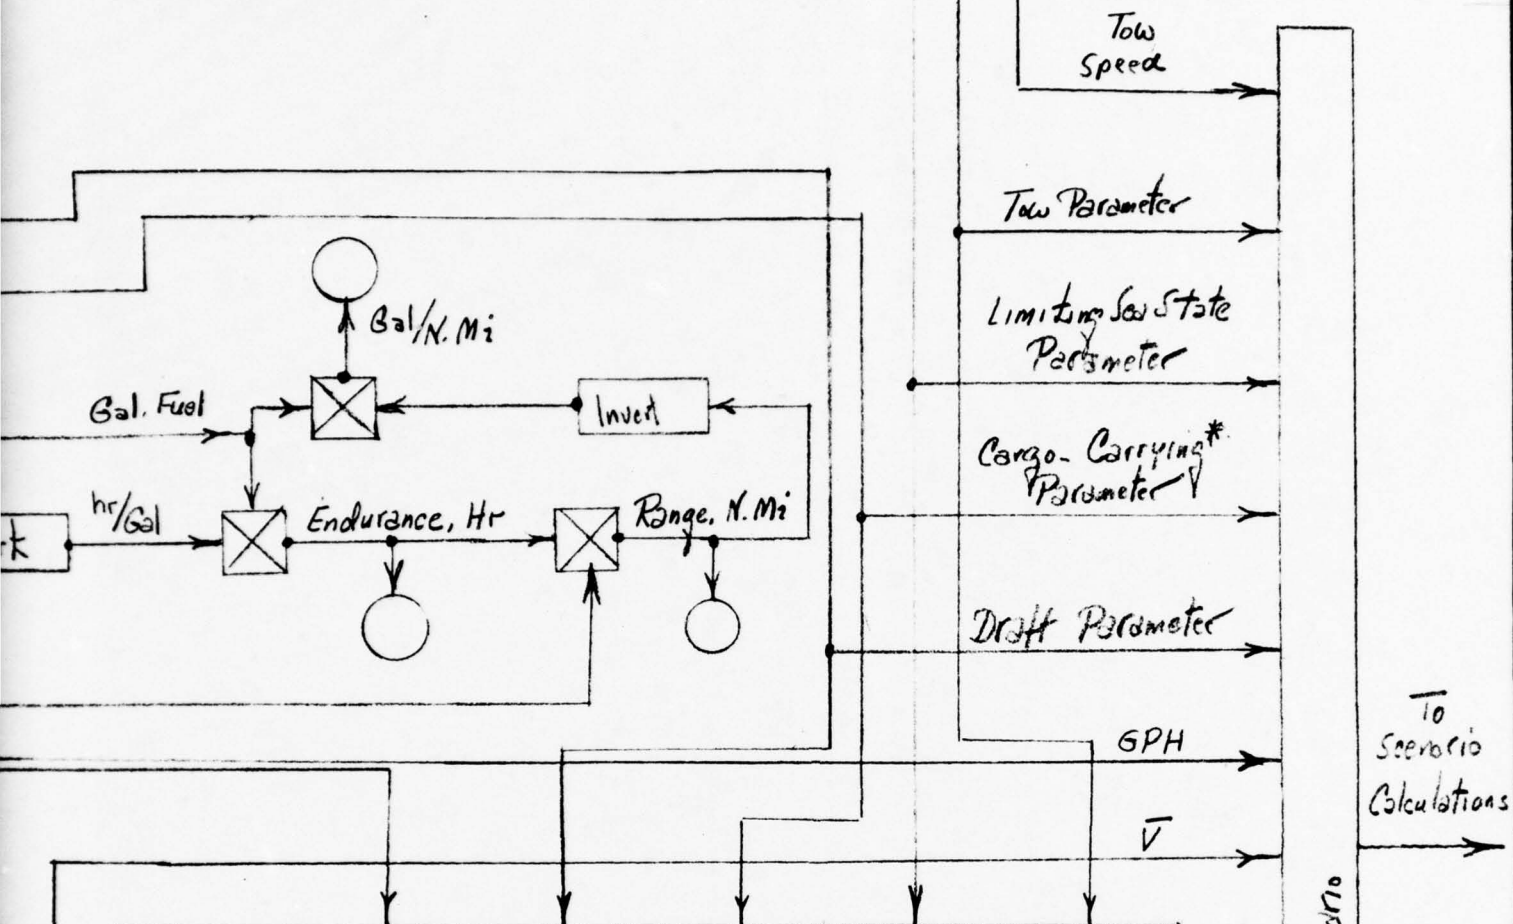 Tow
Speed
Tow Parameter
Limiting Sea State
Parameter
Gal/N.Mi
Gal. Fuel
Invert
Cargo-Carrying*
Parameter
hr/Gal
Endurance, Hr
Range, N.Mi
Draft Parameter
GPH
V̅
To
Scenario
Calculations